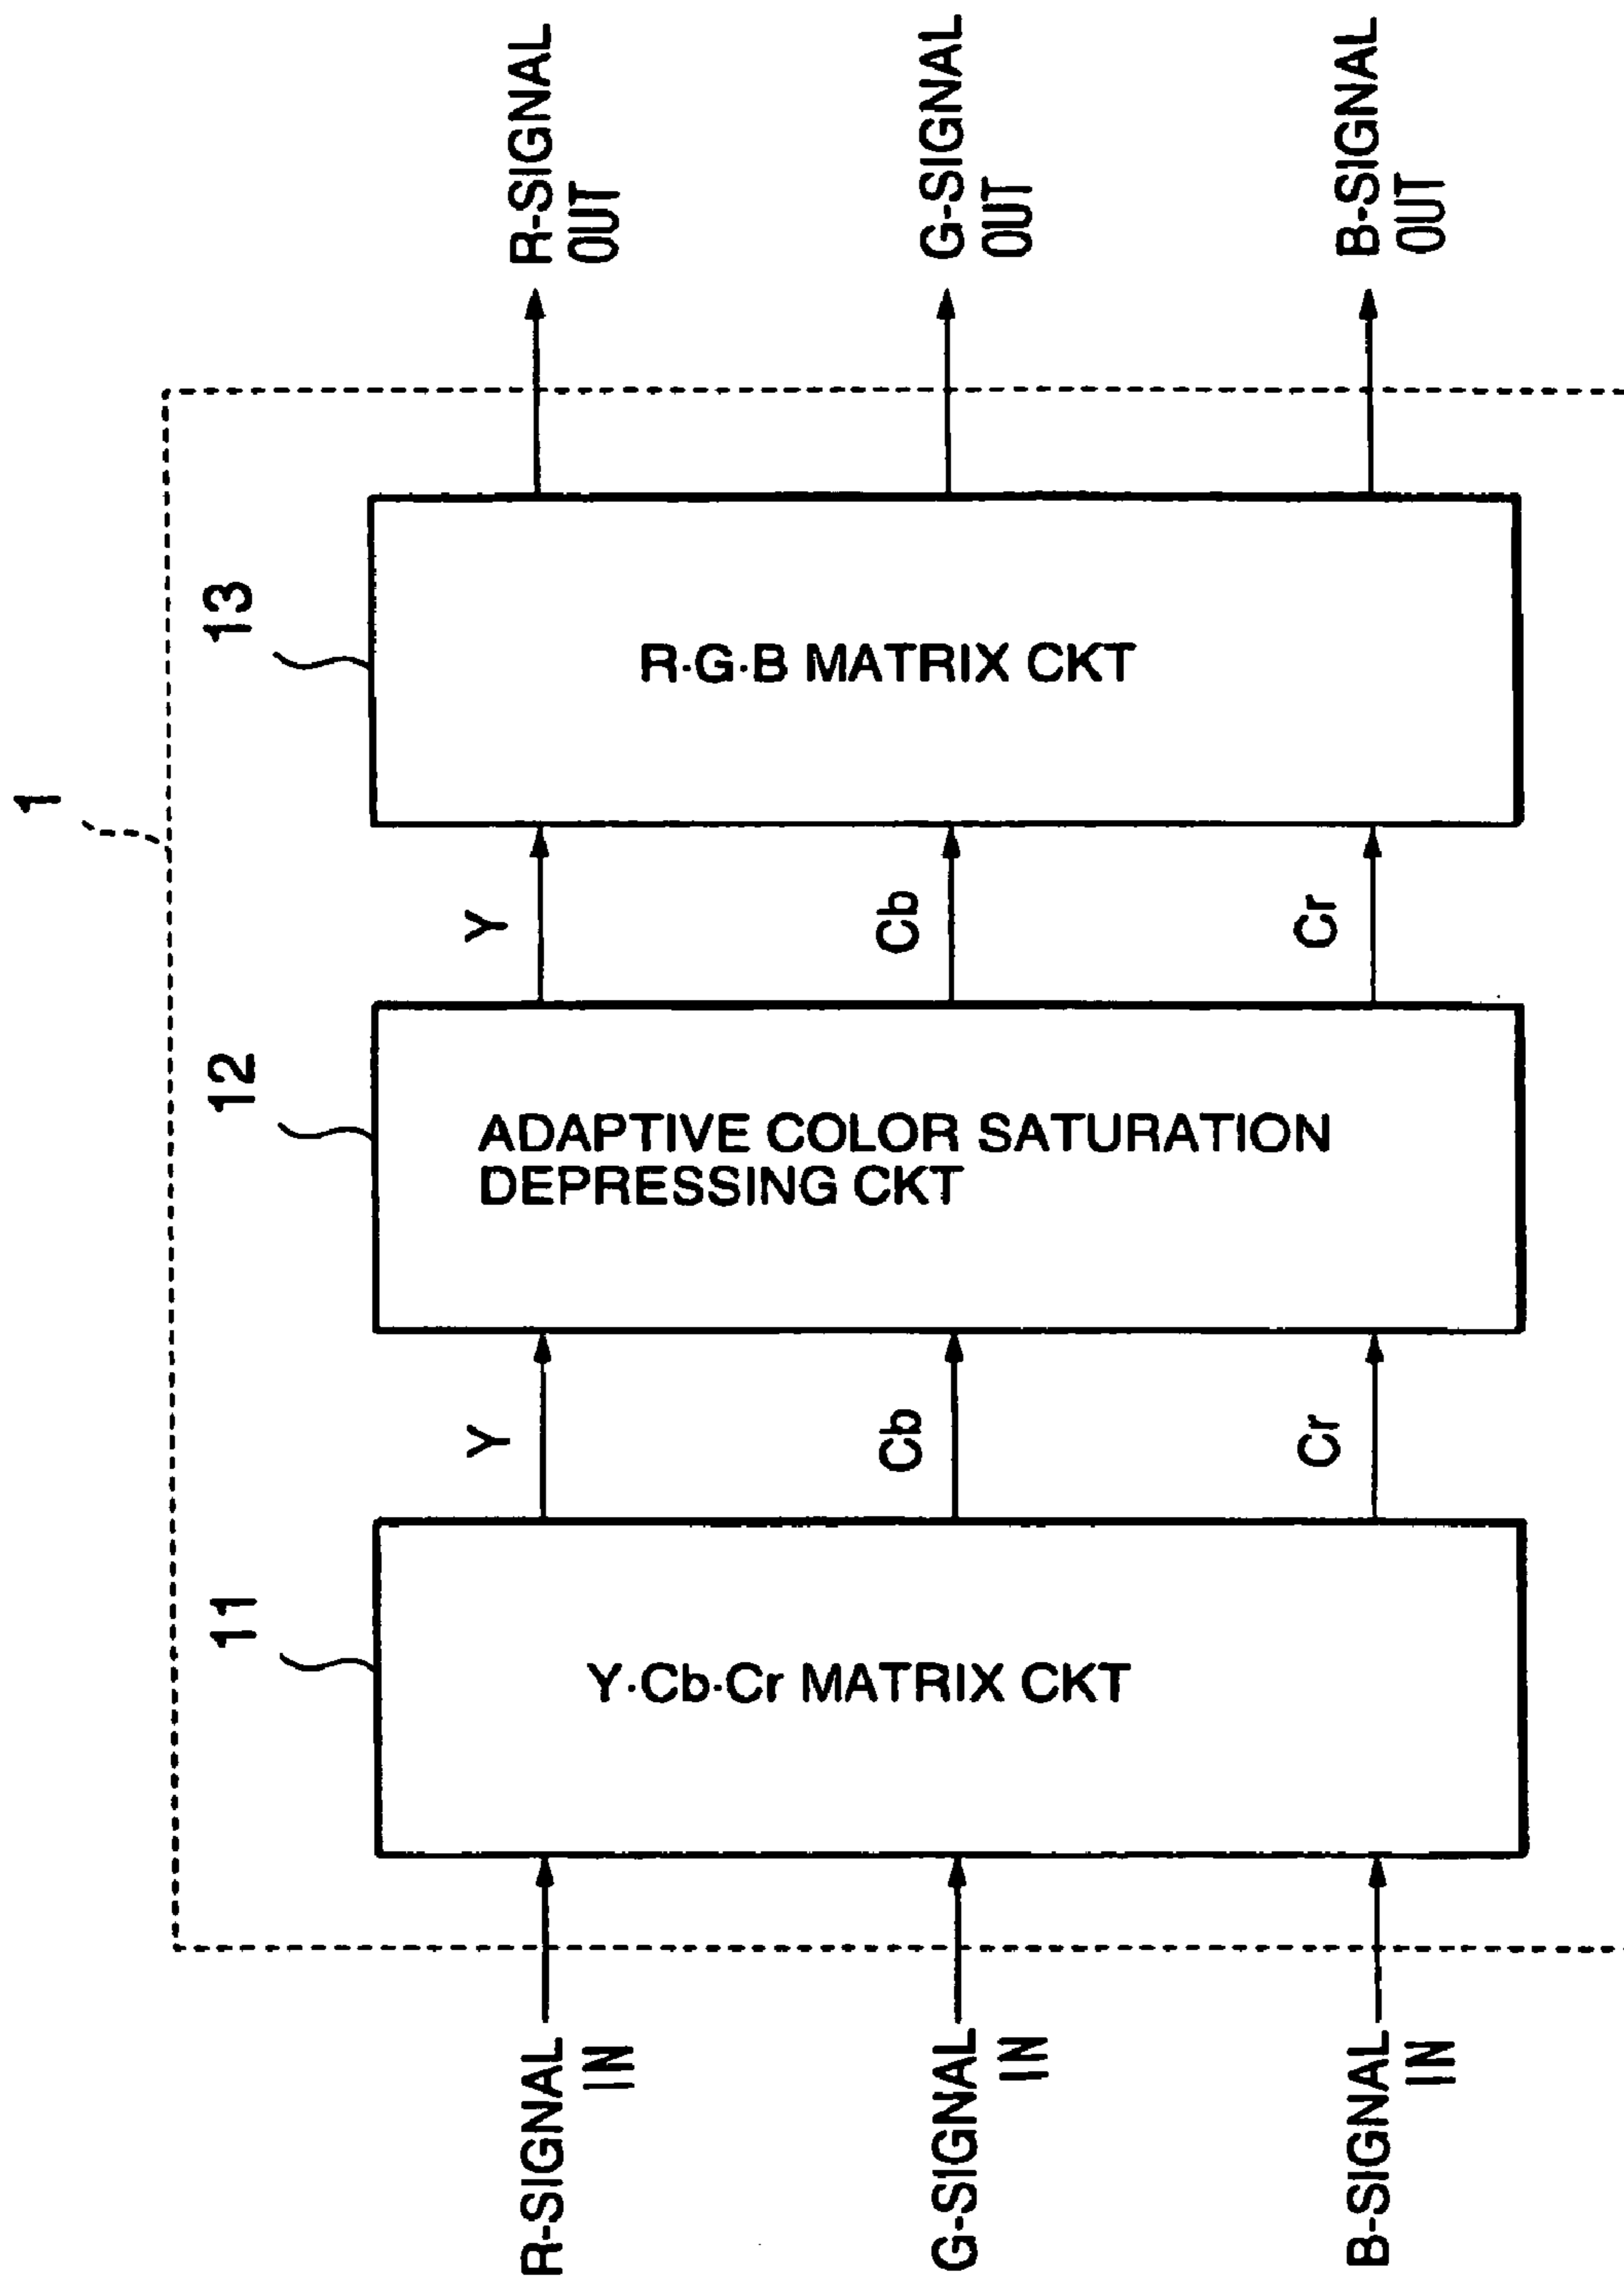 1
R-SIGNAL
IN
G-SIGNAL
IN
B-SIGNAL
IN
11
Y·Cb·Cr MATRIX CKT
Y
Cb
Cr
12
ADAPTIVE COLOR SATURATION
DEPRESSING CKT
Y
Cb
Cr
13
R·G·B MATRIX CKT
R-SIGNAL
OUT
G-SIGNAL
OUT
B-SIGNAL
OUT